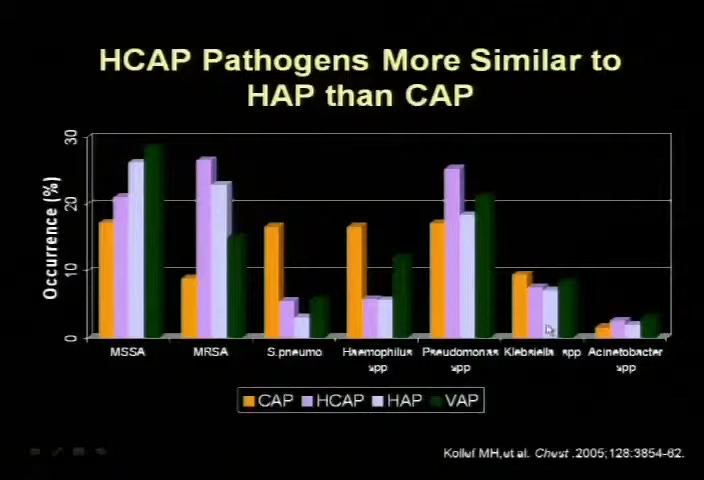 HCAP Pathogens More Similar to
HAP than CAP
Occurrence (%)
30
20
10
0
MSSA
MRSA
S.pneumo
Haemophilus
spp
Pseudomonas
spp
Klebsiella spp
Acinetobacter
spp
CAP HCAP HAP VAP
Kollef MH,et al. Chest .2005;128:3854-62.